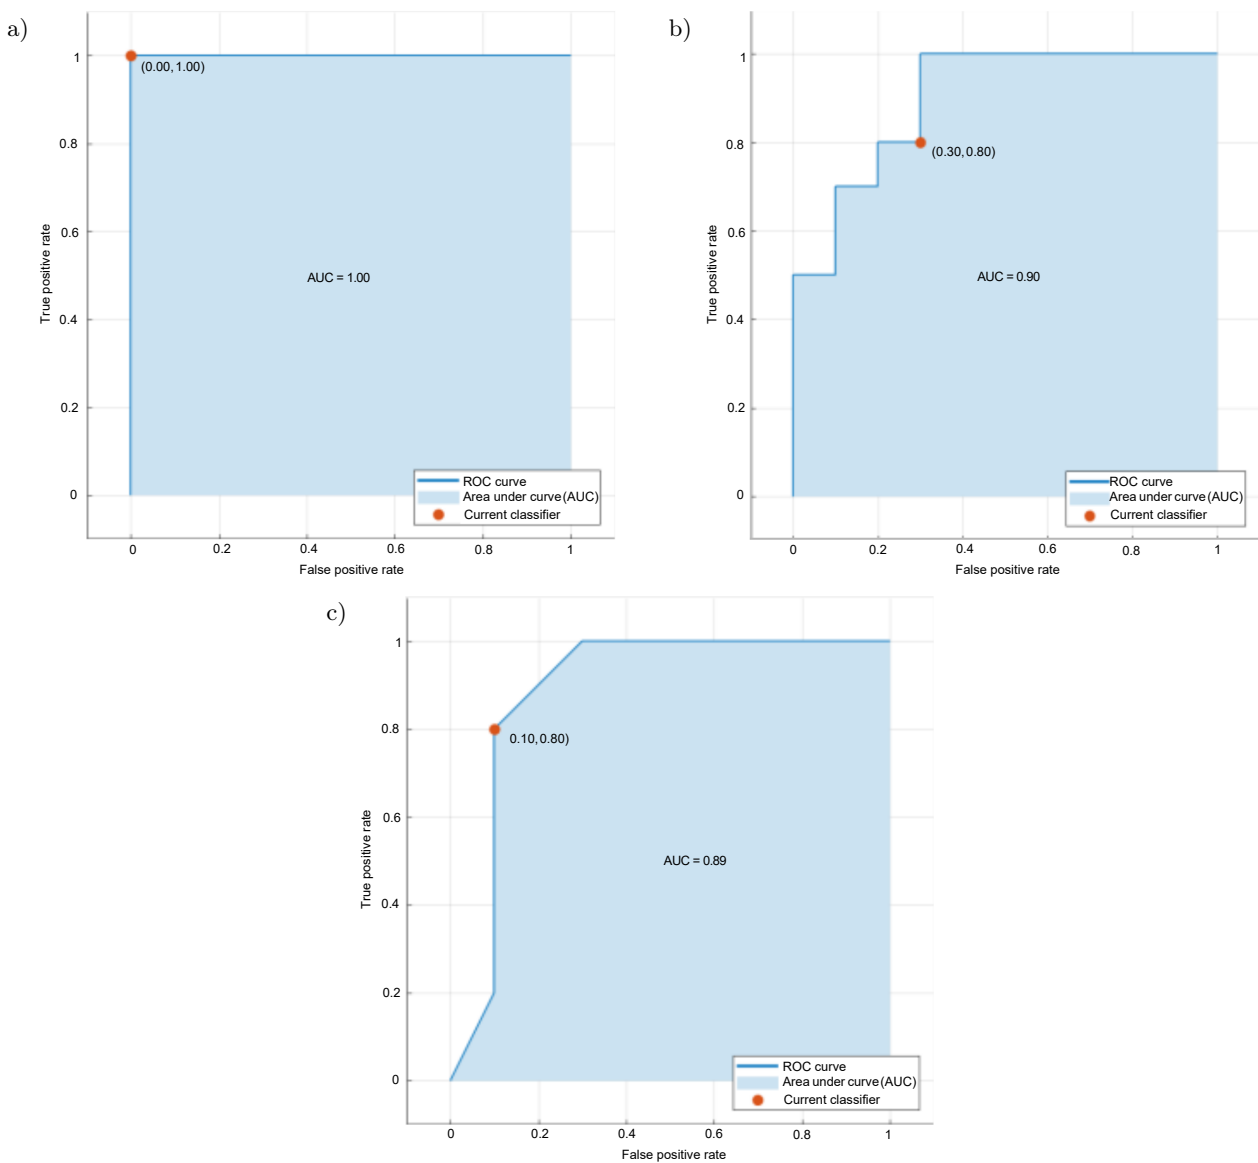 a)
1
(0.00, 1.00)
0.8
0.6
True positive rate
AUC = 1.00
0.4
0.2
0
ROC curve
Area under curve (AUC)
Current classifier
0 0.2 0.4 0.6 0.8 1
False positive rate
b)
1
0.8
(0.30, 0.80)
0.6
True positive rate
AUC = 0.90
0.4
0.2
0
ROC curve
Area under curve (AUC)
Current classifier
0 0.2 0.4 0.6 0.8 1
False positive rate
c)
1
0.8
0.10, 0.80)
0.6
True positive rate
AUC = 0.89
0.4
0.2
0
ROC curve
Area under curve (AUC)
Current classifier
0 0.2 0.4 0.6 0.8 1
False positive rate